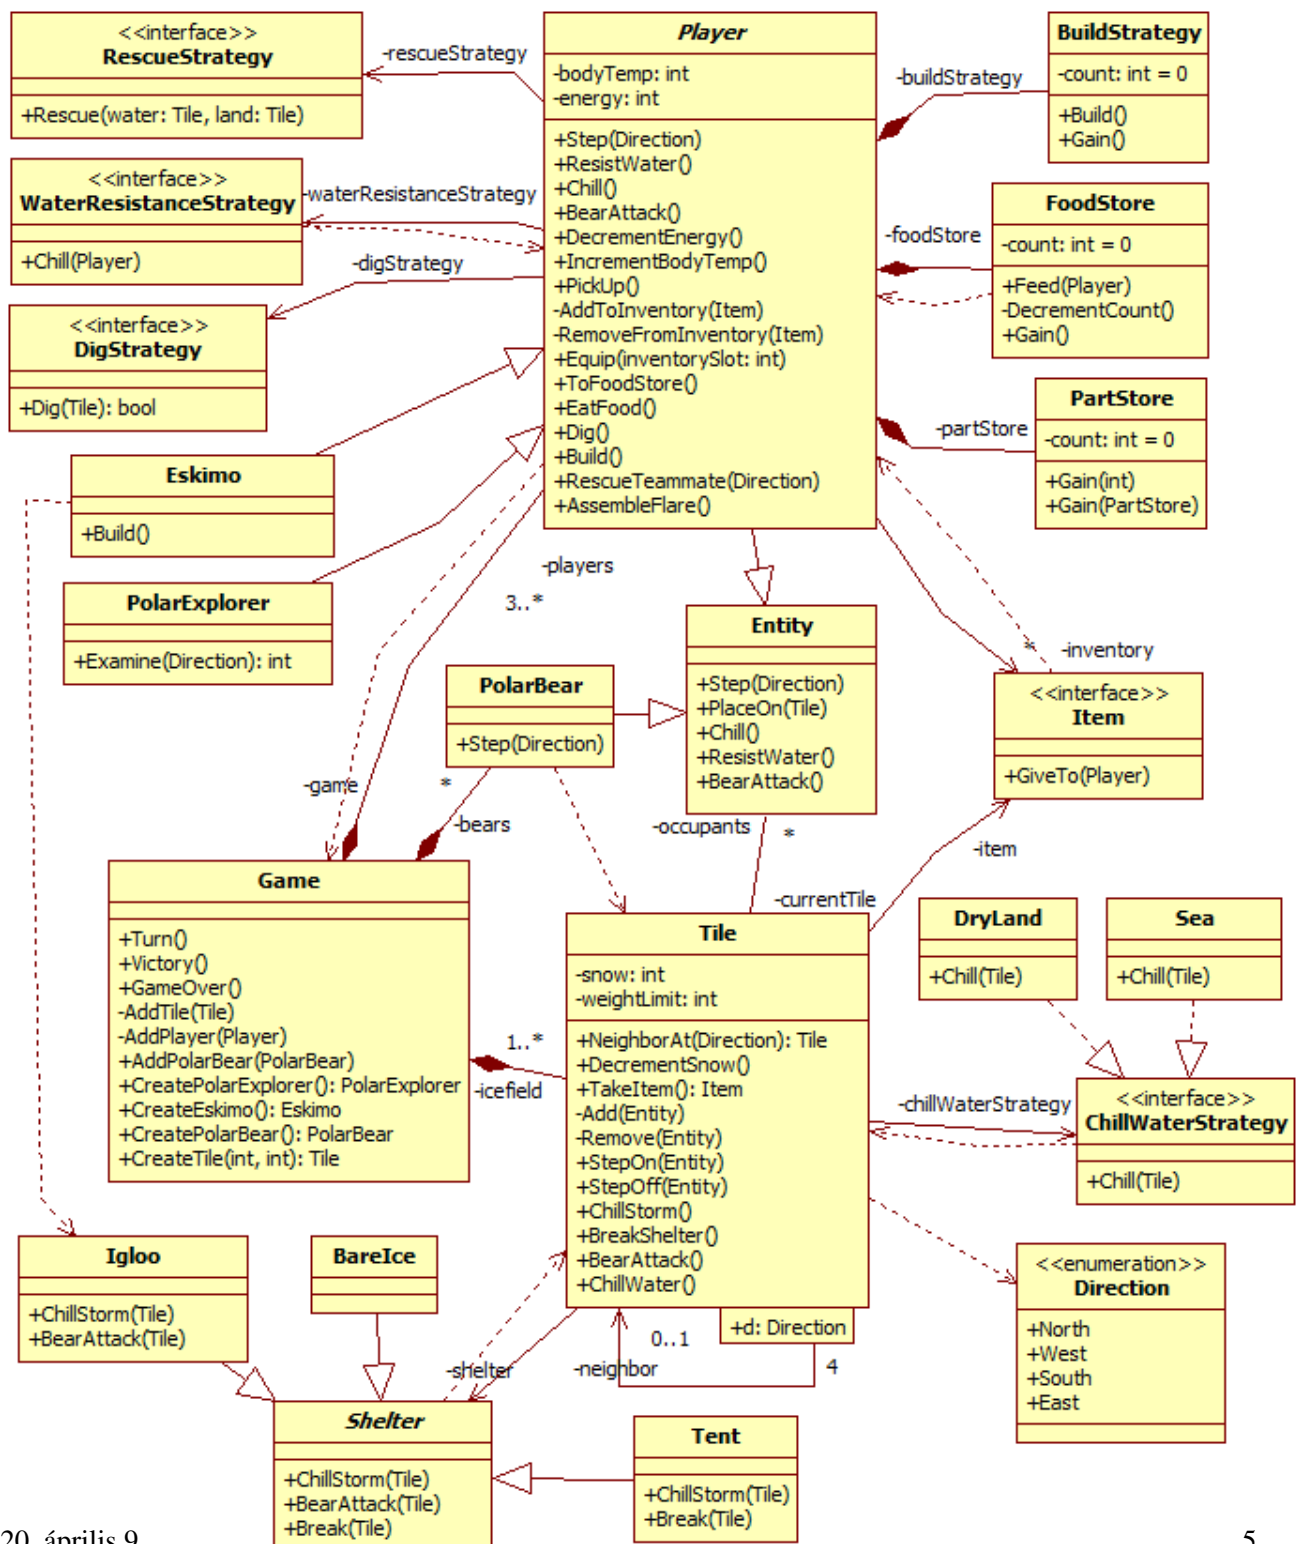 <<interface>>
RescueStrategy
+Rescue(water: Tile, land: Tile)
-rescueStrategy
Player
-bodyTemp: int
-energy: int
+Step(Direction)
+ResistWater()
+Chill()
+BearAttack()
+DecrementEnergy()
+IncrementBodyTemp()
+PickUp()
-AddToInventory(Item)
-RemoveFromInventory(Item)
+Equip(inventorySlot: int)
+ToFoodStore()
+EatFood()
+Dig()
+Build()
+RescueTeammate(Direction)
+AssembleFlare()
-buildStrategy
BuildStrategy
-count: int = 0
+Build()
+Gain()
<<interface>>
WaterResistanceStrategy
+Chill(Player)
-waterResistanceStrategy
-foodStore
FoodStore
-count: int = 0
+Feed(Player)
-DecrementCount()
+Gain()
-digStrategy
<<interface>>
DigStrategy
+Dig(Tile): bool
-partStore
PartStore
-count: int = 0
+Gain(int)
+Gain(PartStore)
Eskimo
+Build()
PolarExplorer
+Examine(Direction): int
-players
3..*
Entity
+Step(Direction)
+PlaceOn(Tile)
+Chill()
+ResistWater()
+BearAttack()
*
-inventory
<<interface>>
Item
+GiveTo(Player)
PolarBear
+Step(Direction)
-game
*
-bears
-occupants
*
-item
-currentTile
Game
+Turn()
+Victory()
+GameOver()
-AddTile(Tile)
-AddPlayer(Player)
+AddPolarBear(PolarBear)
+CreatePolarExplorer(): PolarExplorer
+CreateEskimo(): Eskimo
+CreatePolarBear(): PolarBear
+CreateTile(int, int): Tile
1..*
-icefield
Tile
-snow: int
-weightLimit: int
+NeighborAt(Direction): Tile
+DecrementSnow()
+TakeItem(): Item
-Add(Entity)
-Remove(Entity)
+StepOn(Entity)
+StepOff(Entity)
+ChillStorm()
+BreakShelter()
+BearAttack()
+ChillWater()
+d: Direction
0..1
-neighbor
4
DryLand
+Chill(Tile)
Sea
+Chill(Tile)
-chillWaterStrategy
<<interface>>
ChillWaterStrategy
+Chill(Tile)
<<enumeration>>
Direction
+North
+West
+South
+East
Igloo
+ChillStorm(Tile)
+BearAttack(Tile)
BareIce
-shelter
Shelter
+ChillStorm(Tile)
+BearAttack(Tile)
+Break(Tile)
Tent
+ChillStorm(Tile)
+Break(Tile)
20. április 9.
5